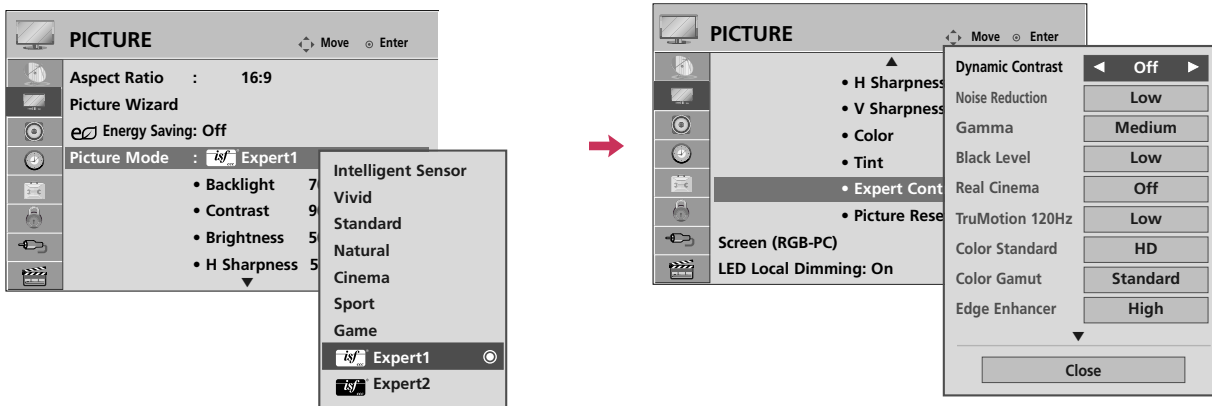 PICTURE
Move Enter
Aspect Ratio : 16:9
Picture Wizard
Energy Saving: Off
Picture Mode : isf Expert1
• Backlight 7
• Contrast 9
• Brightness 5
• H Sharpness 5
Intelligent Sensor
Vivid
Standard
Natural
Cinema
Sport
Game
isf Expert1
isf Expert2
PICTURE
Move Enter
• H Sharpness
• V Sharpness
• Color
• Tint
• Expert Cont
• Picture Rese
Screen (RGB-PC)
LED Local Dimming: On
Dynamic Contrast Off
Noise Reduction Low
Gamma Medium
Black Level Low
Real Cinema Off
TruMotion 120Hz Low
Color Standard HD
Color Gamut Standard
Edge Enhancer High
Close